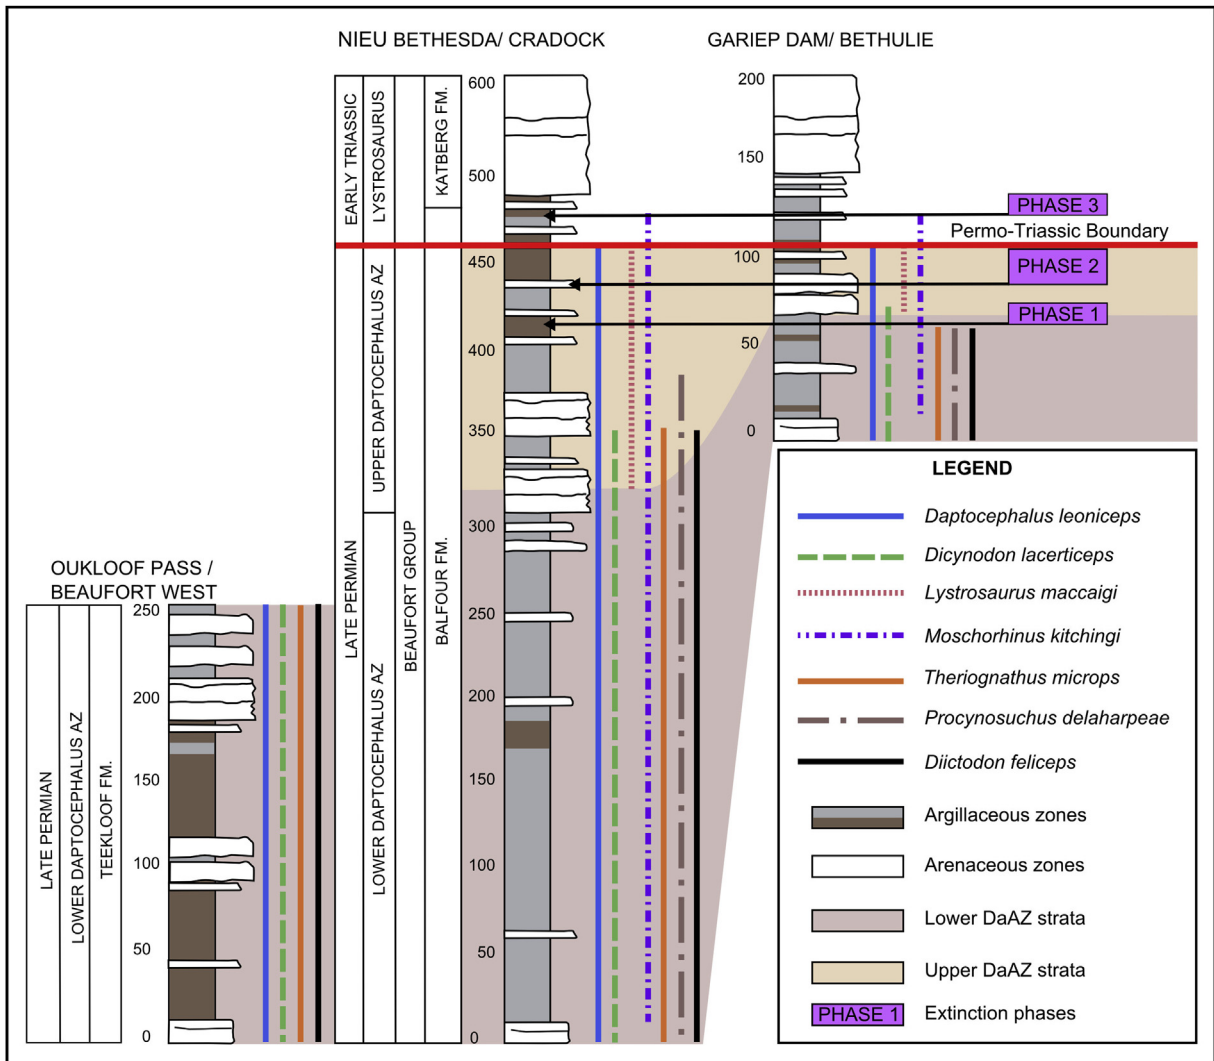 NIEU BETHESDA/ CRADOCK
GARIEP DAM/ BETHULIE
EARLY TRIASSIC
LYSTROSAURUS
KATBERG FM.
LATE PERMIAN
UPPER DAPTOCEPHALUS AZ
LOWER DAPTOCEPHALUS AZ
BEAUFORT GROUP
BALFOUR FM.
600
500
450
400
350
300
250
200
150
100
50
0
200
150
100
50
0
PHASE 3
Permo-Triassic Boundary
PHASE 2
PHASE 1
OUKLOOF PASS /
BEAUFORT WEST
LATE PERMIAN
LOWER DAPTOCEPHALUS AZ
TEEKLOOF FM.
250
200
150
100
50
0
LEGEND
Daptocephalus leoniceps
Dicynodon lacerticeps
Lystrosaurus maccaigi
Moschorhinus kitchingi
Theriognathus microps
Procynosuchus delaharpeae
Diictodon feliceps
Argillaceous zones
Arenaceous zones
Lower DaAZ strata
Upper DaAZ strata
PHASE 1 Extinction phases